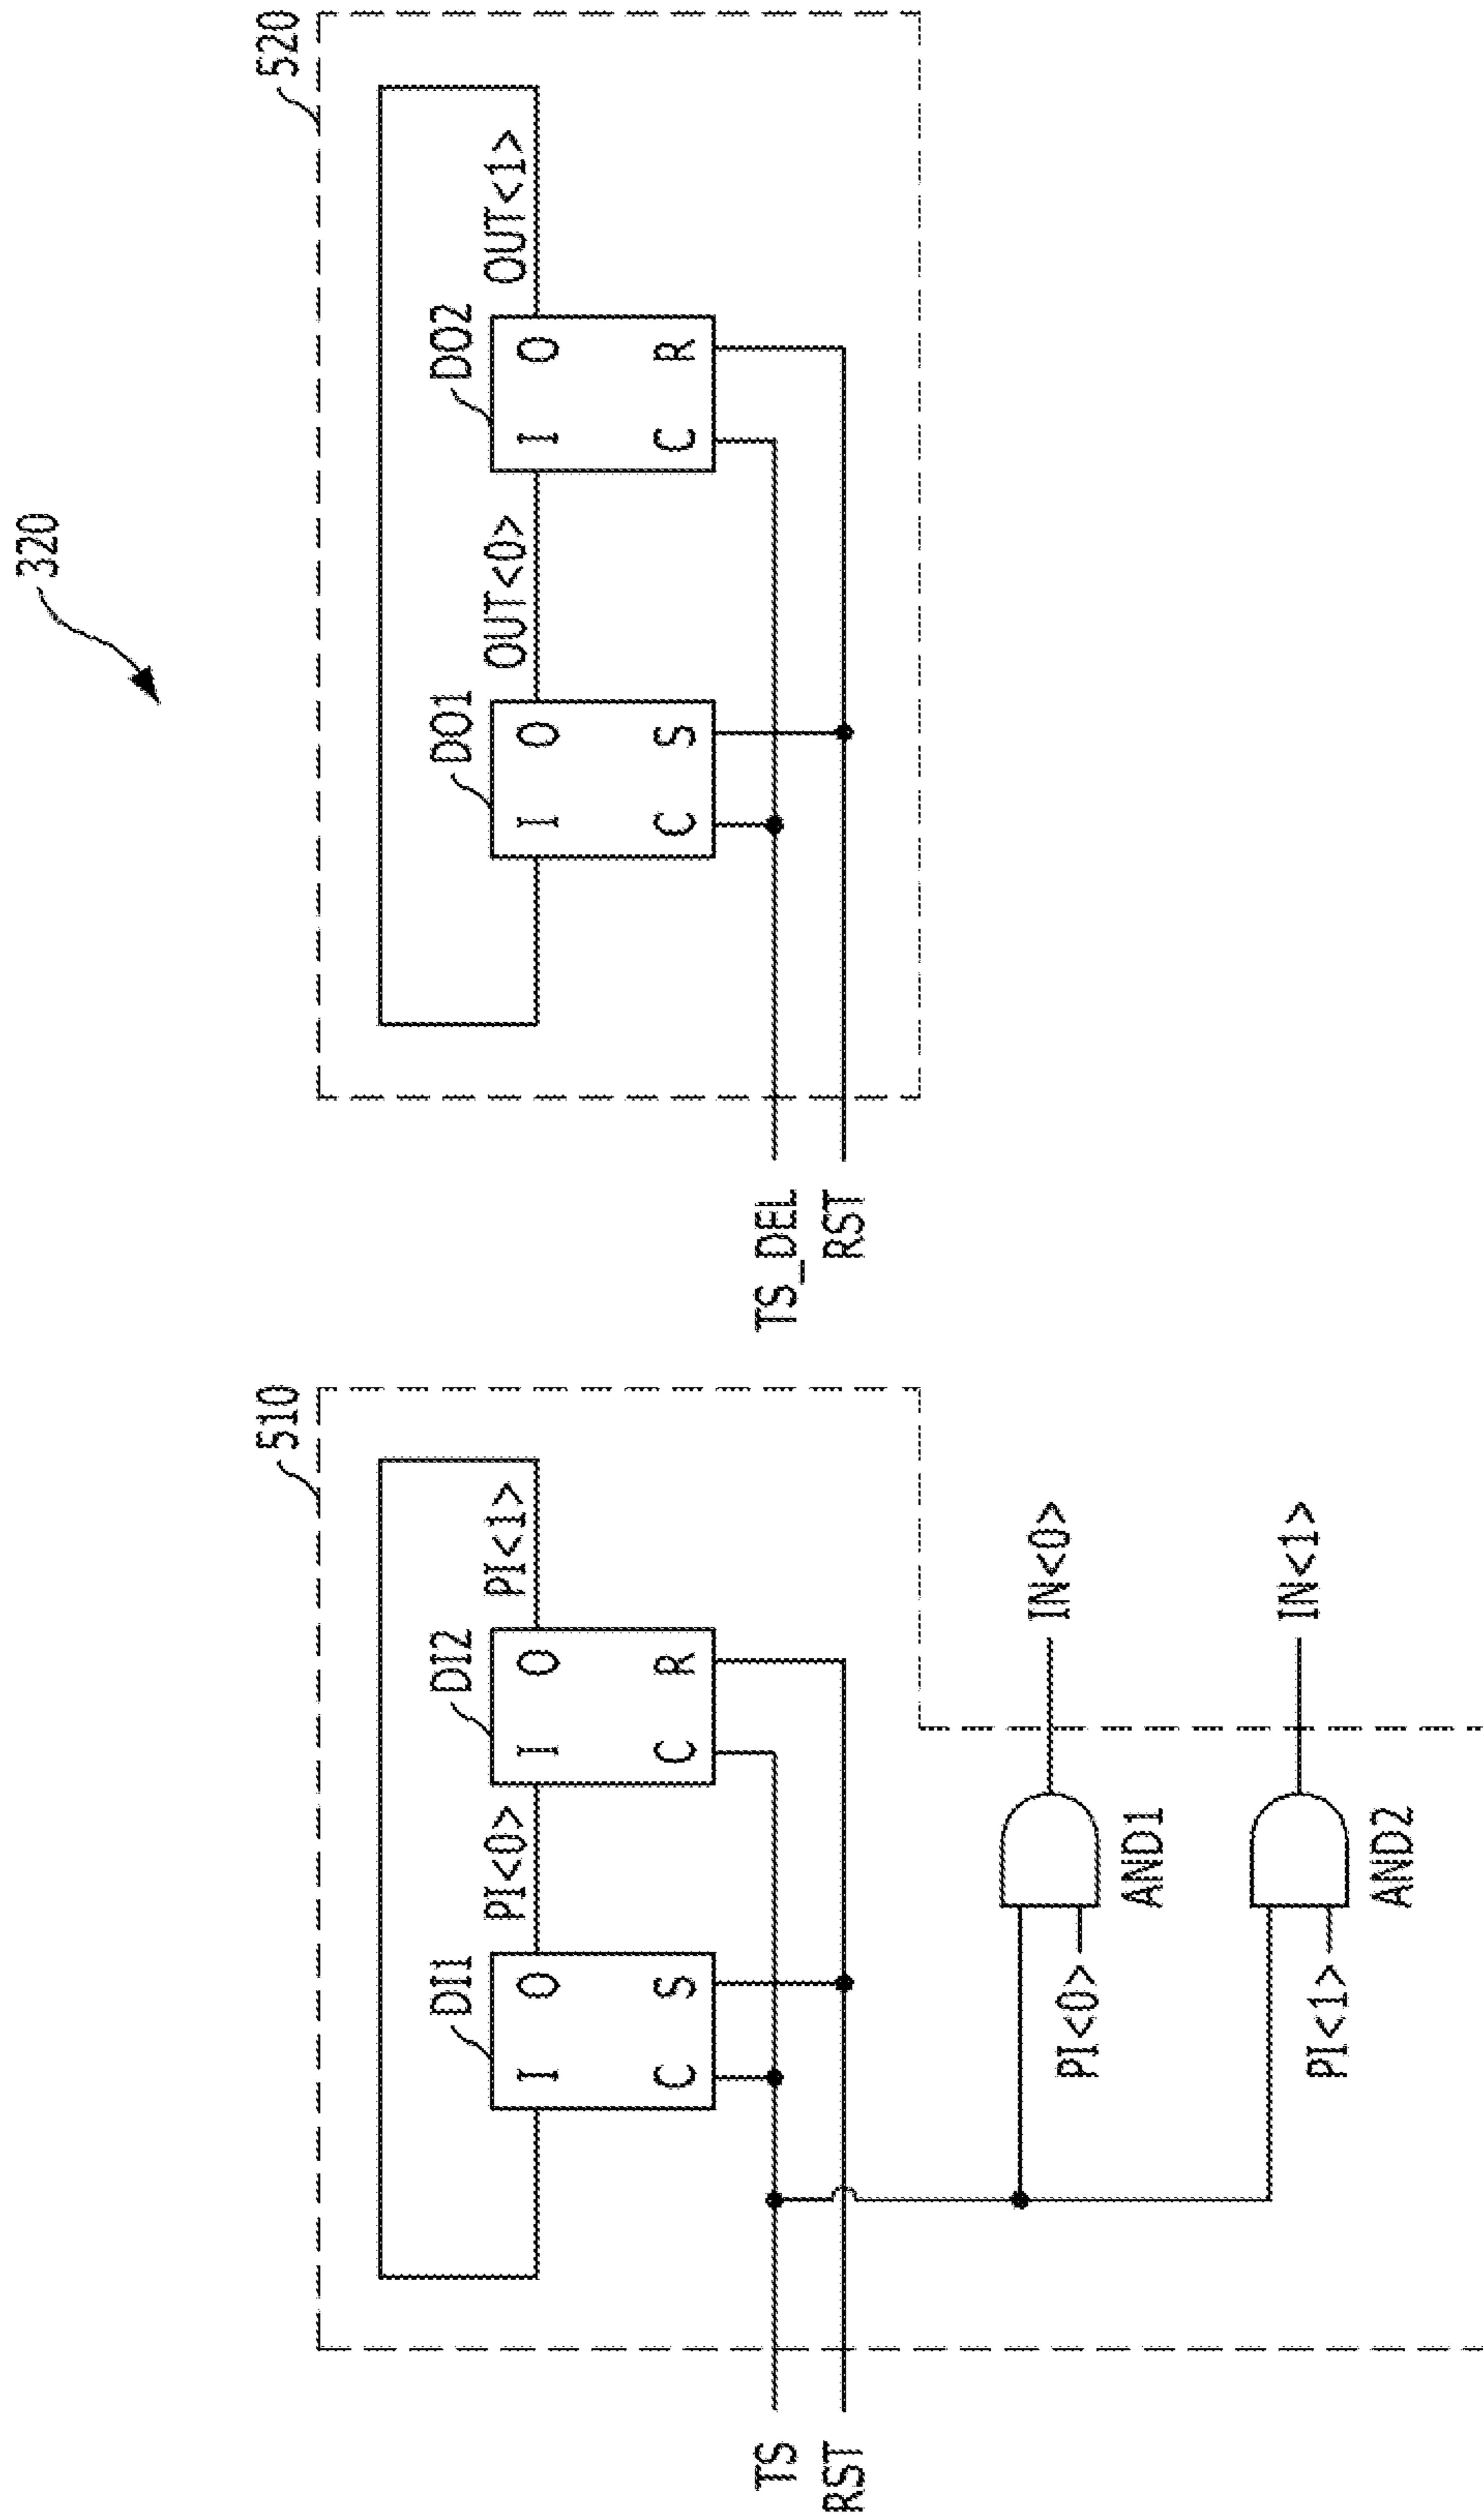 320
510
DI1
DI2
I O
PI<0>
I O
PI<1>
C S
C R
TS
RST
PI<0>
AND1
IN<0>
PI<1>
AND2
IN<1>
520
DO1
DO2
I O
OUT<0>
I O
OUT<1>
C S
C R
TS_DEL
RST